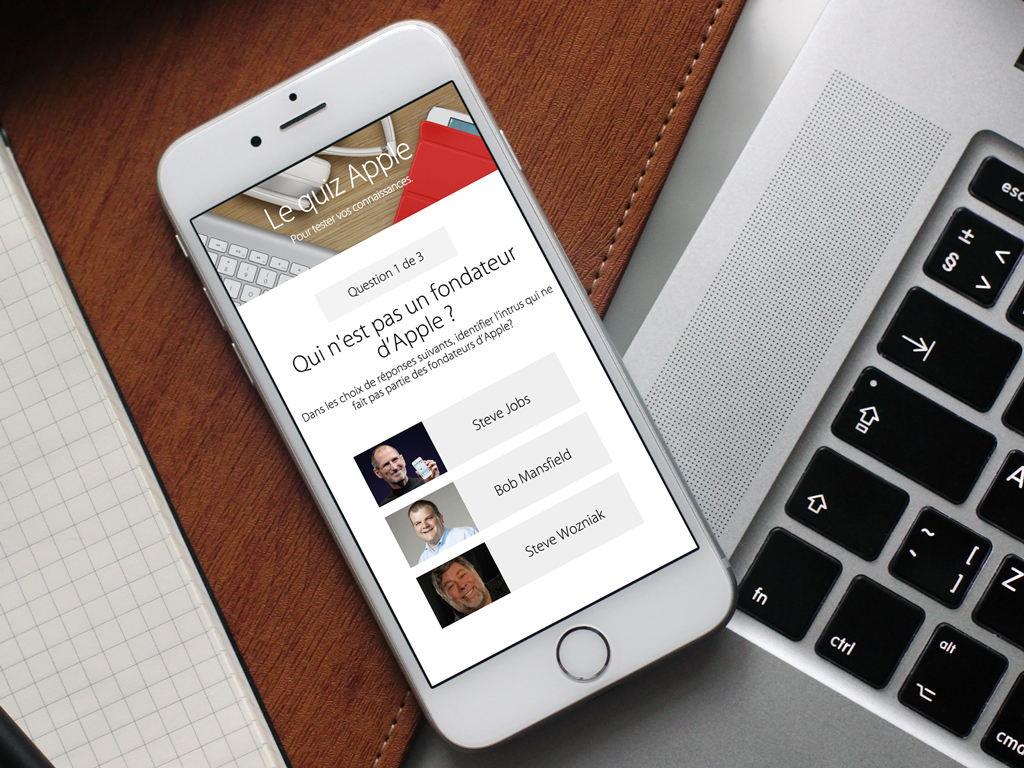 Le quiz Apple
Pour tester vos connaissances.
Question 1 de 3
Qui n'est pas un fondateur
d'Apple ?
Dans les choix de réponses suivants, identifier l'intrus qui ne
fait pas partie des fondateurs d'Apple?
Steve Jobs
Bob Mansfield
Steve Wozniak
esc
±
§
<
>
A
~
[
]
Z
fn
ctrl
alt
cmd